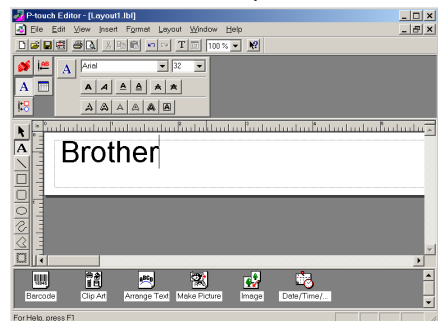 P-touch Editor - [Layout1.lbl]
File Edit View Insert Format Layout Window Help
100 %
Arial 32
Brother
Barcode Clip Art Arrange Text Make Picture Image Date/Time/...
For Help, press F1